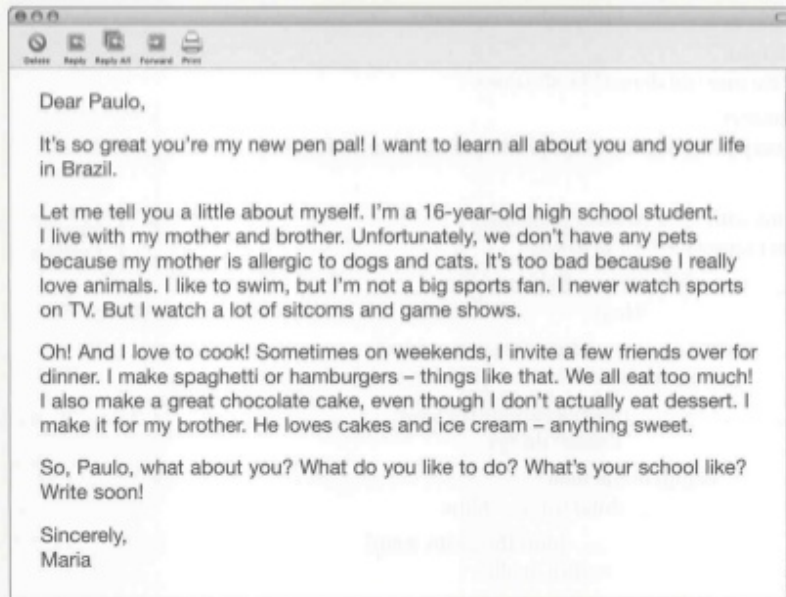 Delete Reply Reply All Forward Print
Dear Paulo,
It's so great you're my new pen pal! I want to learn all about you and your life
in Brazil.
Let me tell you a little about myself. I'm a 16-year-old high school student.
I live with my mother and brother. Unfortunately, we don't have any pets
because my mother is allergic to dogs and cats. It's too bad because I really
love animals. I like to swim, but I'm not a big sports fan. I never watch sports
on TV. But I watch a lot of sitcoms and game shows.
Oh! And I love to cook! Sometimes on weekends, I invite a few friends over for
dinner. I make spaghetti or hamburgers – things like that. We all eat too much!
I also make a great chocolate cake, even though I don't actually eat dessert. I
make it for my brother. He loves cakes and ice cream – anything sweet.
So, Paulo, what about you? What do you like to do? What's your school like?
Write soon!
Sincerely,
Maria